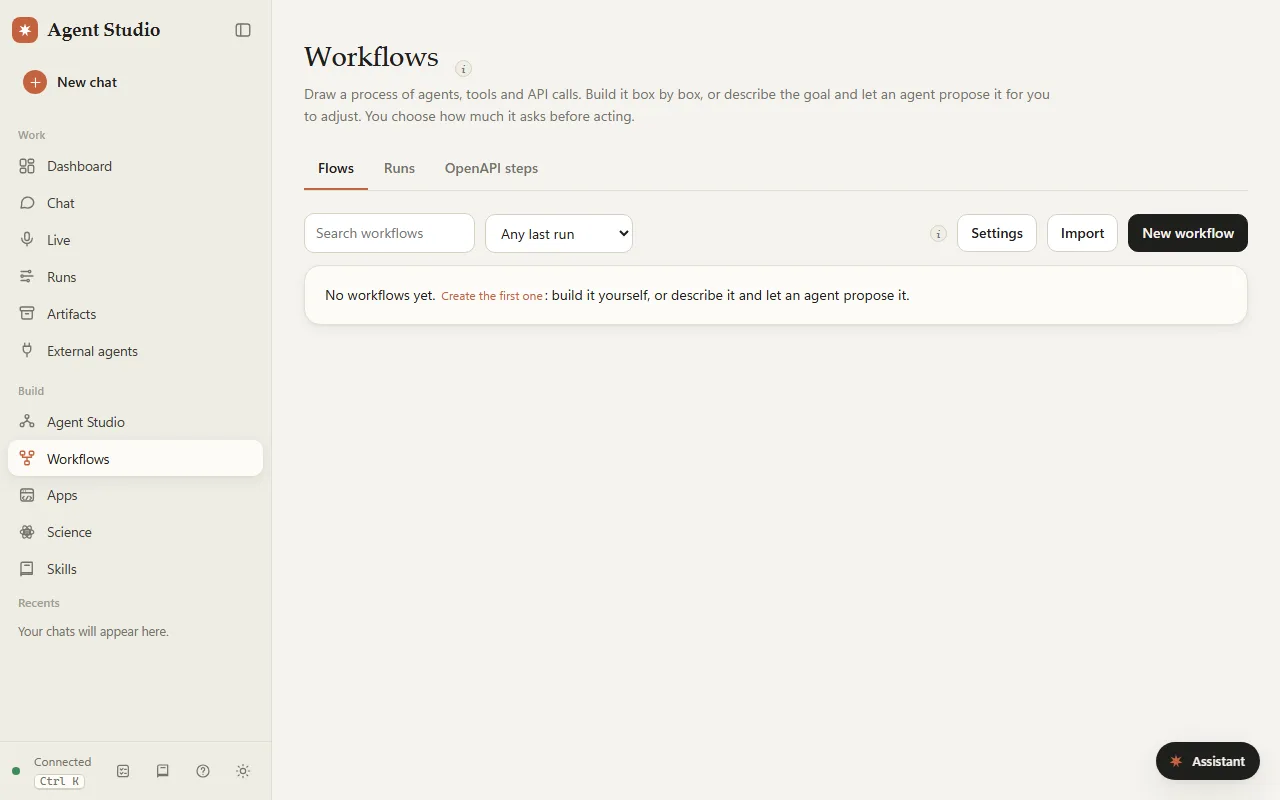 Agent Studio
New chat
Work
Dashboard
Chat
Live
Runs
Artifacts
External agents
Build
Agent Studio
Workflows
Apps
Science
Skills
Recents
Your chats will appear here.
Connected
Ctrl K
Workflows
i
Draw a process of agents, tools and API calls. Build it box by box, or describe the goal and let an agent propose it for you
to adjust. You choose how much it asks before acting.
Flows Runs OpenAPI steps
Search workflows Any last run i Settings Import New workflow
No workflows yet. Create the first one: build it yourself, or describe it and let an agent propose it.
Assistant